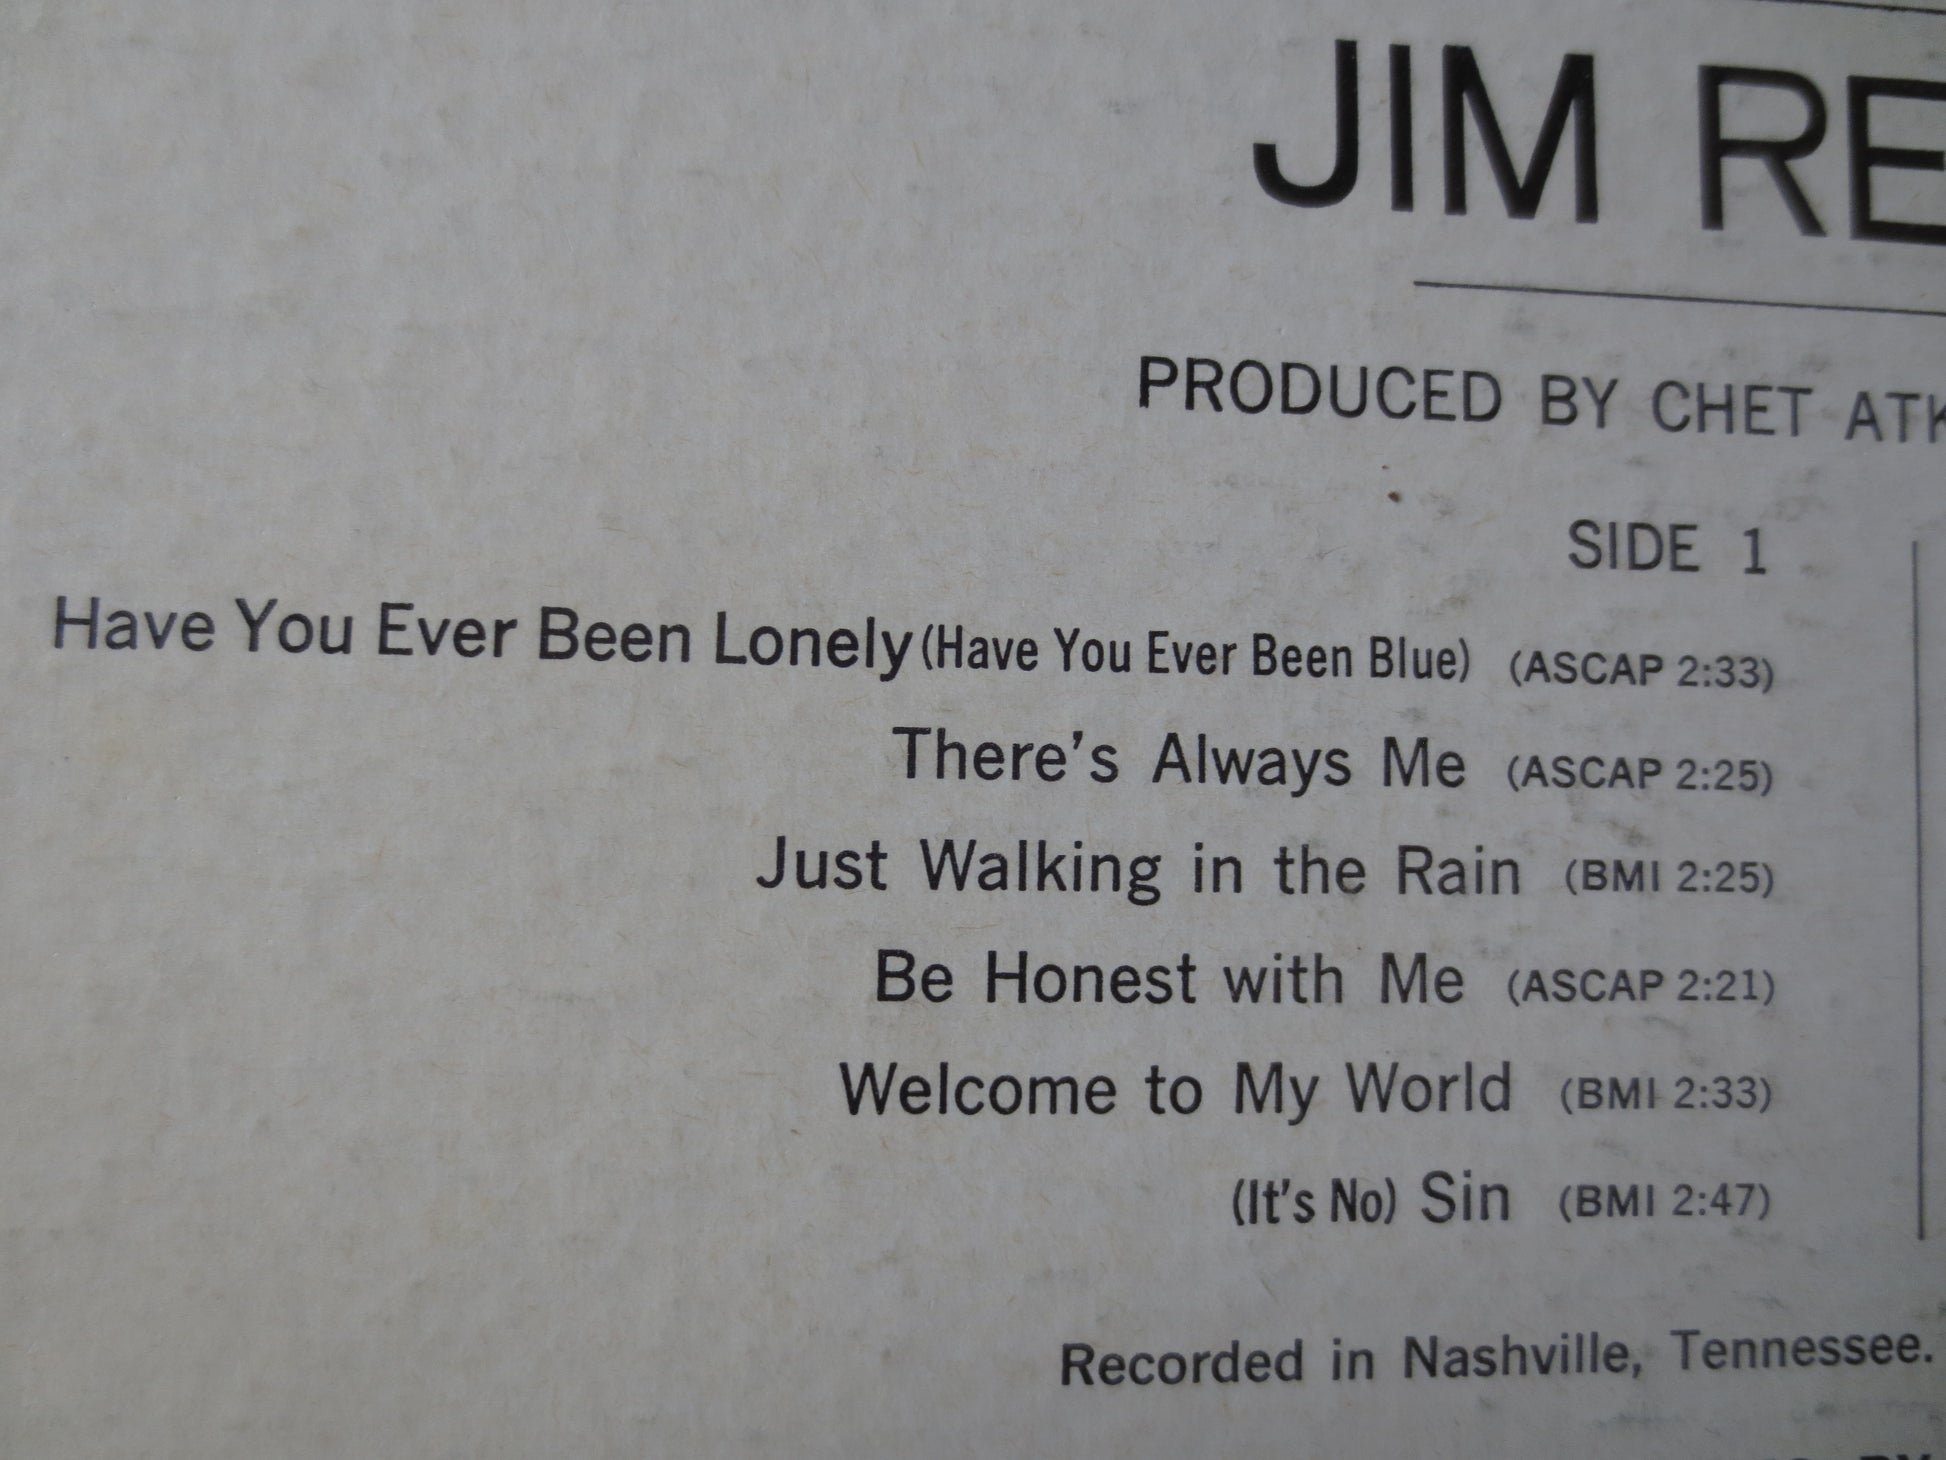 JIM RE
PRODUCED BY CHET ATK
SIDE 1
Have You Ever Been Lonely (Have You Ever Been Blue) (ASCAP 2:33)
There's Always Me (ASCAP 2:25)
Just Walking in the Rain (BMI 2:25)
Be Honest with Me (ASCAP 2:21)
Welcome to My World (BMI 2:33)
(It's No) Sin (BMI 2:47)
Recorded in Nashville, Tennessee.